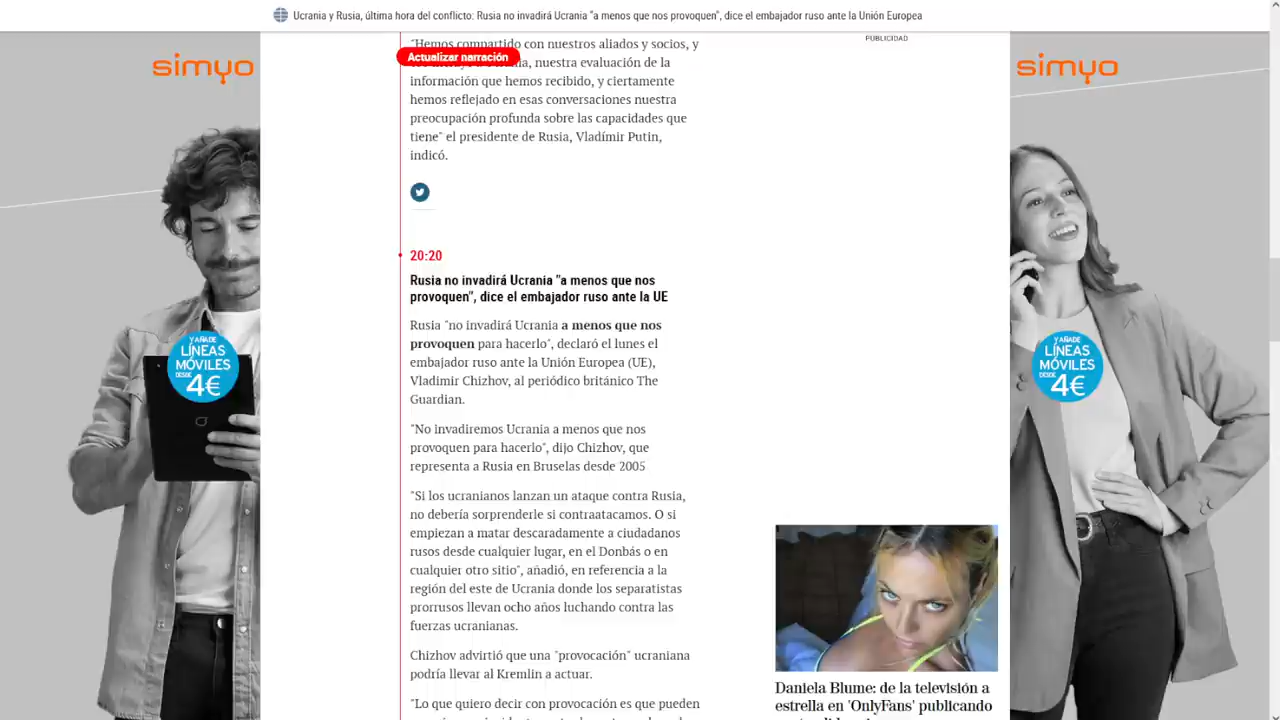 Ucrania y Rusia, última hora del conflicto: Rusia no invadirá Ucrania "a menos que nos provoquen", dice el embajador ruso ante la Unión Europea
PUBLICIDAD
"Hemos compartido con nuestros aliados y socios, y
Actualizar narración
nuestra evaluación de la
información que hemos recibido, y ciertamente
hemos reflejado en esas conversaciones nuestra
preocupación profunda sobre las capacidades que
tiene" el presidente de Rusia, Vladímir Putin,
indicó.
20:20
Rusia no invadirá Ucrania "a menos que nos
provoquen", dice el embajador ruso ante la UE
Rusia "no invadirá Ucrania a menos que nos
provoquen para hacerlo", declaró el lunes el
embajador ruso ante la Unión Europea (UE),
Vladimir Chizhov, al periódico británico The
Guardian.
"No invadiremos Ucrania a menos que nos
provoquen para hacerlo", dijo Chizhov, que
representa a Rusia en Bruselas desde 2005
"Si los ucranianos lanzan un ataque contra Rusia,
no debería sorprenderle si contraatacamos. O si
empiezan a matar descaradamente a ciudadanos
rusos desde cualquier lugar, en el Donbás o en
cualquier otro sitio", añadió, en referencia a la
región del este de Ucrania donde los separatistas
prorrusos llevan ocho años luchando contra las
fuerzas ucranianas.
Chizhov advirtió que una "provocación" ucraniana
podría llevar al Kremlin a actuar.
"Lo que quiero decir con provocación es que pueden
simyo
Y AÑADE
LÍNEAS
MÓVILES
DESDE
4€
simyo
Y AÑADE
LÍNEAS
MÓVILES
DESDE
4€
Daniela Blume: de la televisión a
estrella en 'OnlyFans' publicando